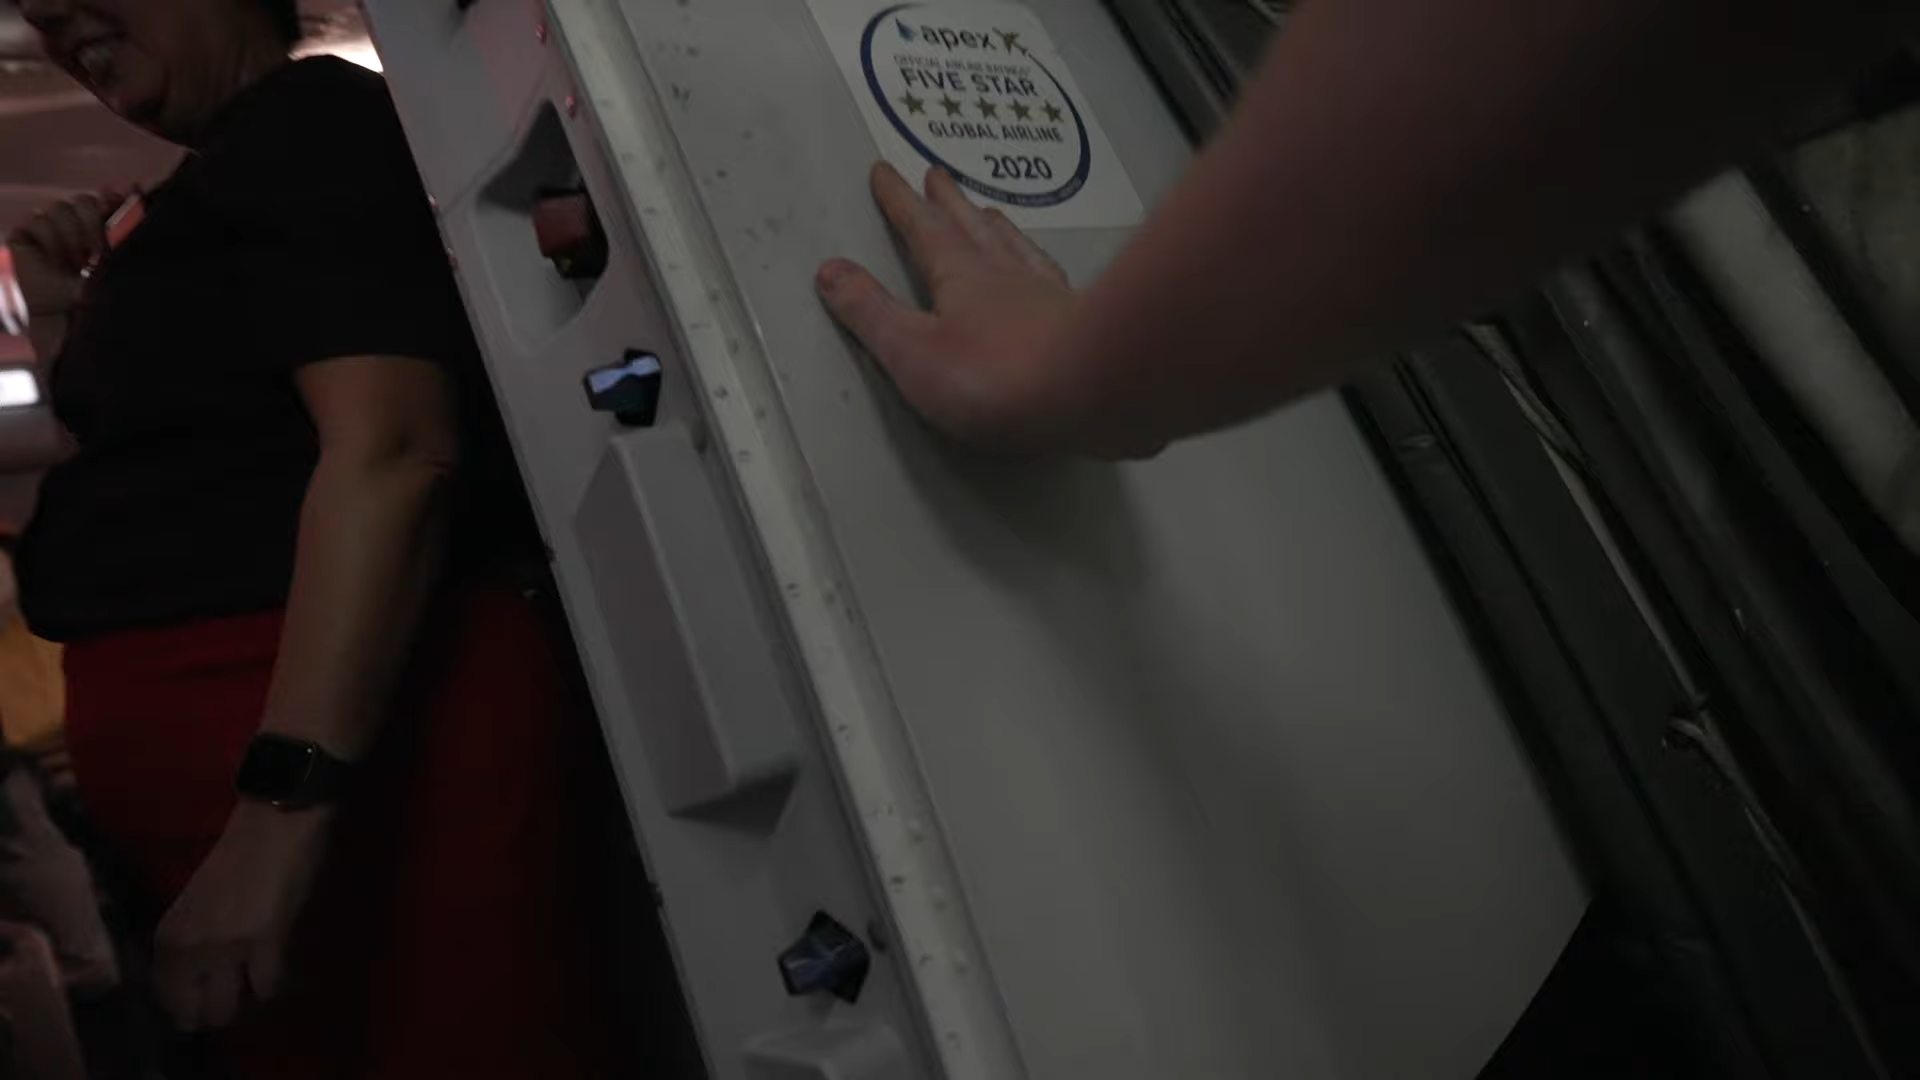 apex
OFFICIAL AIRLINE RATINGS
FIVE STAR
GLOBAL AIRLINE
2020